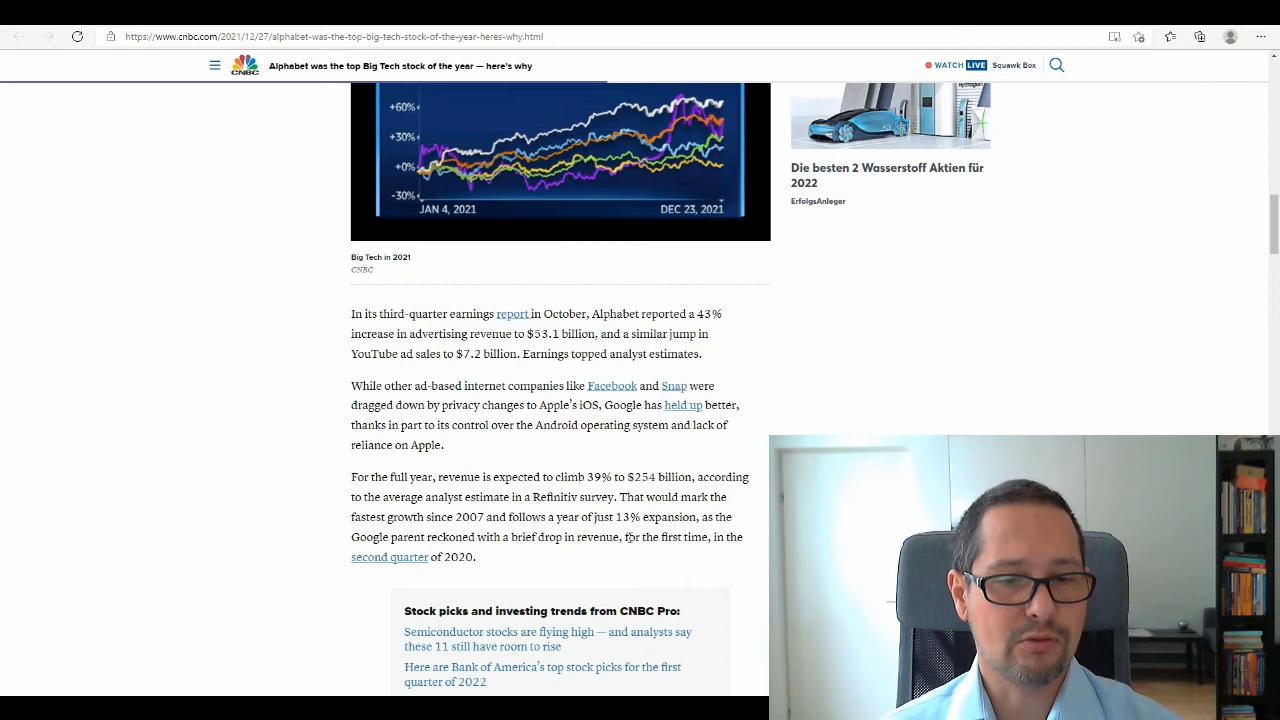 https://www.cnbc.com/2021/12/27/alphabet-was-the-top-big-tech-stock-of-the-year-heres-why.html
CNBC
Alphabet was the top Big Tech stock of the year — here's why
WATCH LIVE Squawk Box
+60%
+30%
+0%
-30%
JAN 4, 2021 DEC 23, 2021
Hydrogen
Die besten 2 Wasserstoff Aktien für
2022
ErfolgsAnleger
Big Tech in 2021
CNBC
In its third-quarter earnings report in October, Alphabet reported a 43%
increase in advertising revenue to $53.1 billion, and a similar jump in
YouTube ad sales to $7.2 billion. Earnings topped analyst estimates.
While other ad-based internet companies like Facebook and Snap were
dragged down by privacy changes to Apple's iOS, Google has held up better,
thanks in part to its control over the Android operating system and lack of
reliance on Apple.
For the full year, revenue is expected to climb 39% to $254 billion, according
to the average analyst estimate in a Refinitiv survey. That would mark the
fastest growth since 2007 and follows a year of just 13% expansion, as the
Google parent reckoned with a brief drop in revenue, for the first time, in the
second quarter of 2020.
Stock picks and investing trends from CNBC Pro:
Semiconductor stocks are flying high — and analysts say
these 11 still have room to rise
Here are Bank of America's top stock picks for the first
quarter of 2022